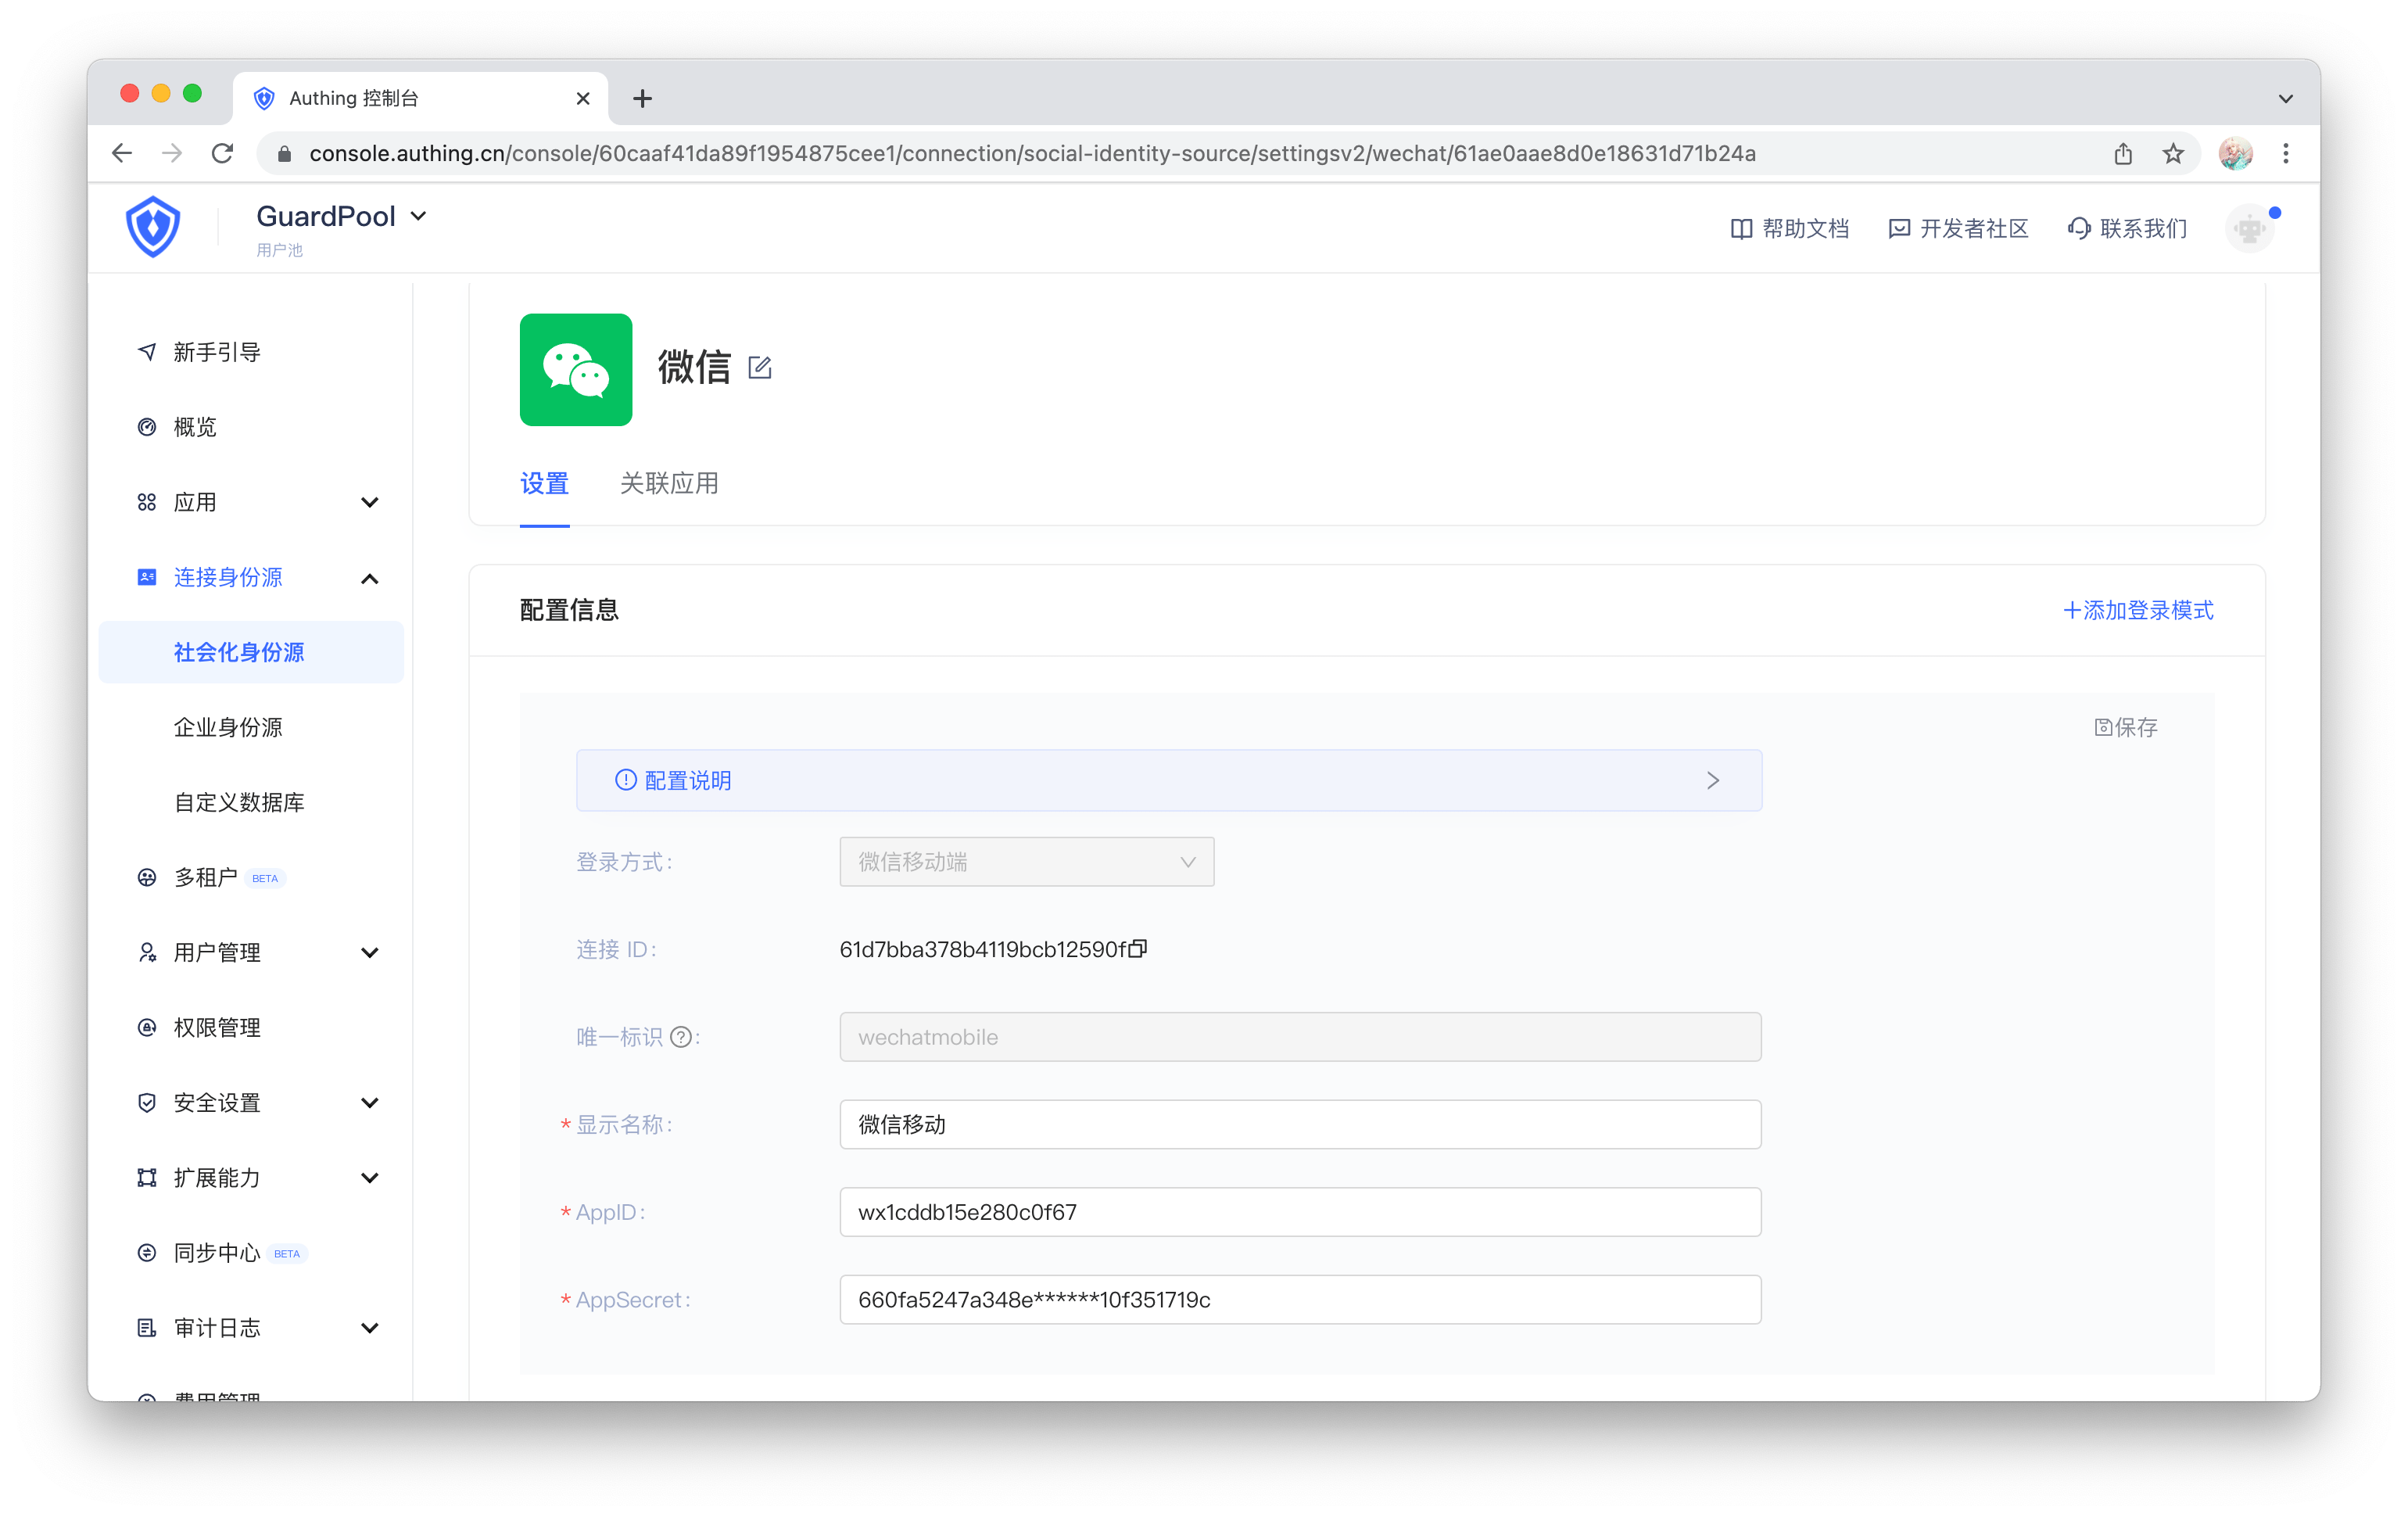 Authing 控制台
console.authing.cn/console/60caaf41da89f1954875cee1/connection/social-identity-source/settingsv2/wechat/61ae0aae8d0e18631d71b24a
GuardPool
用户池
帮助文档
开发者社区
联系我们
新手引导
概览
应用
连接身份源
社会化身份源
企业身份源
自定义数据库
多租户 BETA
用户管理
权限管理
安全设置
扩展能力
同步中心 BETA
审计日志
费用管理
微信
设置
关联应用
配置信息
+添加登录模式
保存
配置说明
登录方式:
微信移动端
连接 ID:
61d7bba378b4119bcb12590f
唯一标识 ? :
wechatmobile
* 显示名称:
微信移动
* AppID:
wx1cddb15e280c0f67
* AppSecret:
660fa5247a348e******10f351719c